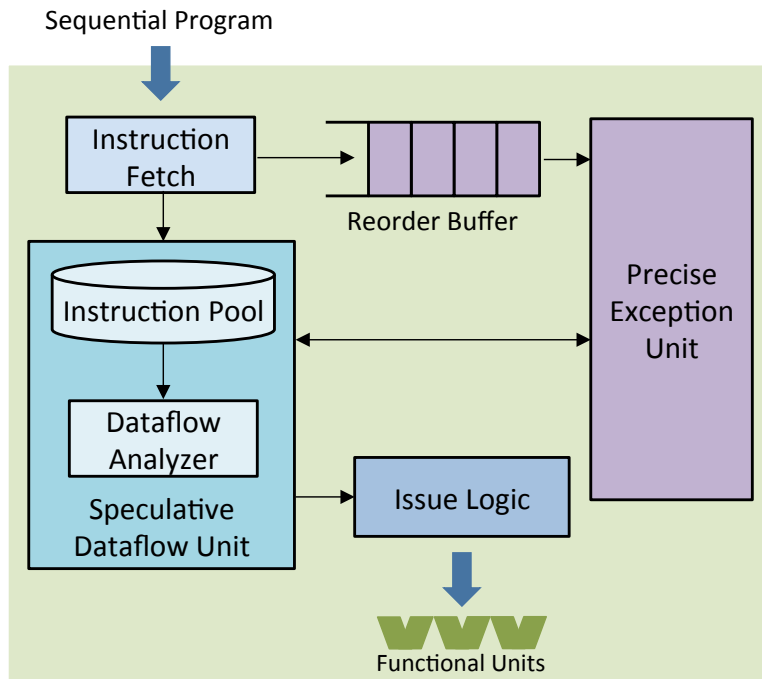 Sequential Program
Instruction
Fetch
Reorder Buffer
Precise
Exception
Unit
Instruction Pool
Dataflow
Analyzer
Speculative
Dataflow Unit
Issue Logic
Functional Units